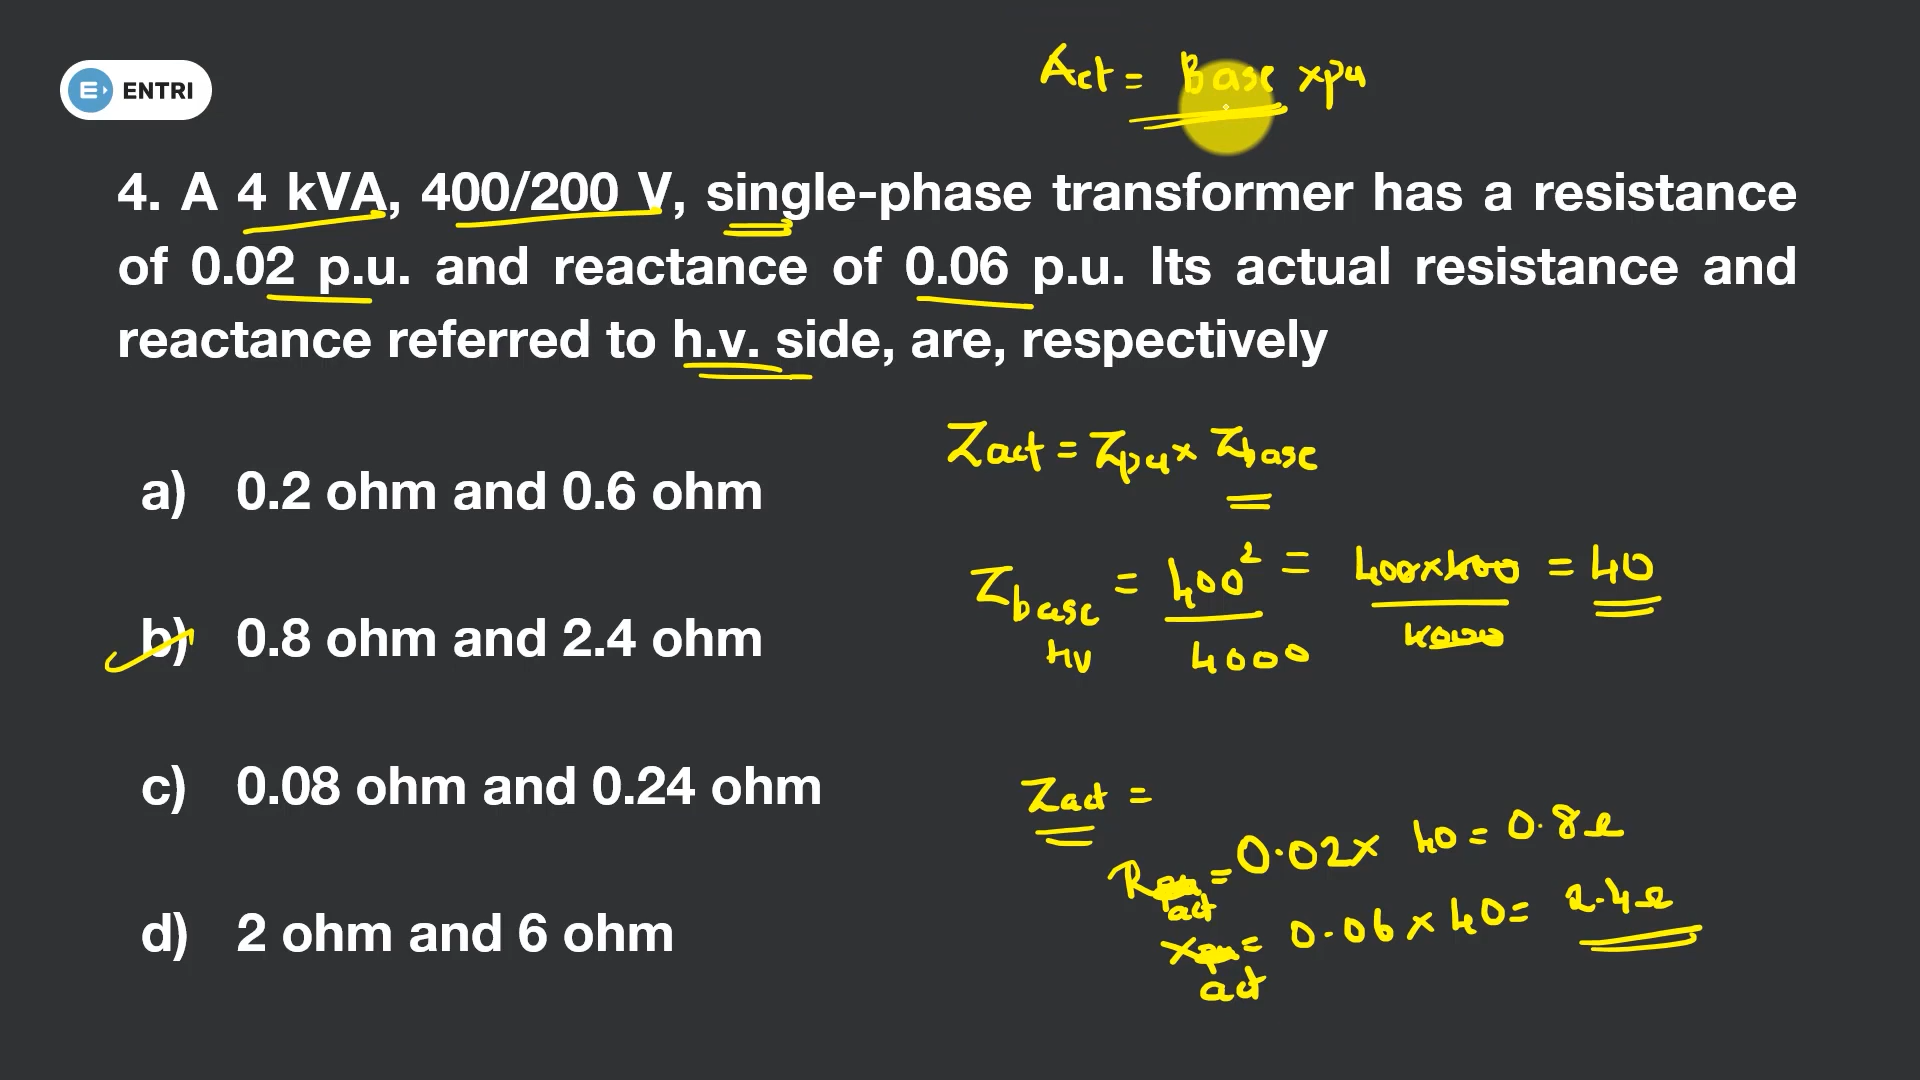 ENTRI
Act = Base xpu
4. A 4 kVA, 400/200 V, single-phase transformer has a resistance
of 0.02 p.u. and reactance of 0.06 p.u. Its actual resistance and
reactance referred to h.v. side, are, respectively
a) 0.2 ohm and 0.6 ohm
b) 0.8 ohm and 2.4 ohm
c) 0.08 ohm and 0.24 ohm
d) 2 ohm and 6 ohm
Zact = Zpu x Zbase
Zbase HV = 400² / 4000 = 400x400 / 4000 = 40
Zact =
Ract = 0.02 x 40 = 0.8Ω
xact = 0.06 x 40 = 2.4Ω